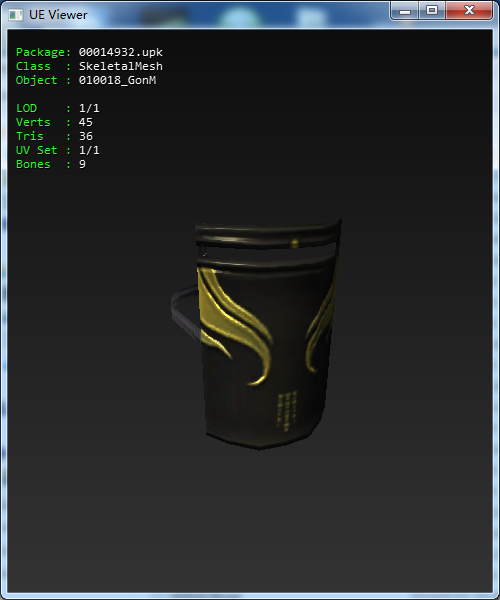 UE Viewer
Package: 00014932.upk
Class : SkeletalMesh
Object : 010018_GonM
LOD : 1/1
Verts : 45
Tris : 36
UV Set : 1/1
Bones : 9